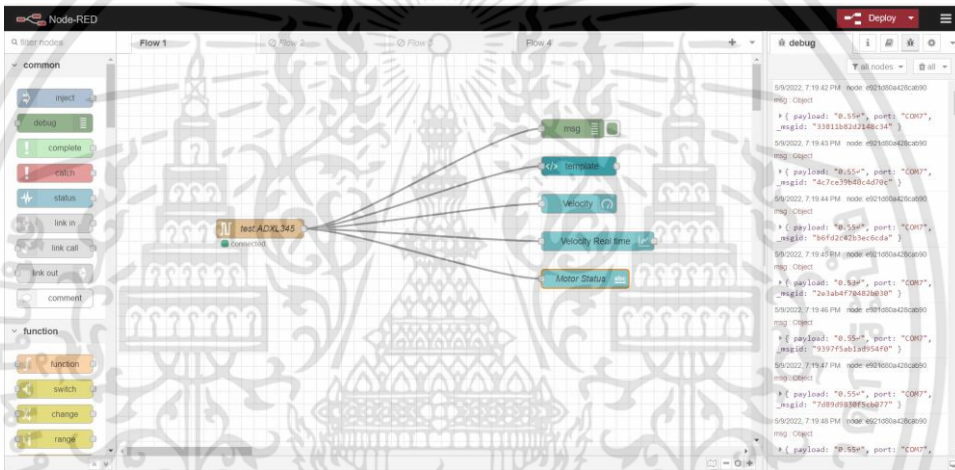 Node-RED
Deploy
filter nodes
Flow 1
Flow 2
Flow 3
Flow 4
debug
i
all nodes
all
common
inject
debug
complete
catch
status
link in
link call
link out
comment
function
function
switch
change
range
test:ADXL345
connected
msg
template
Velocity
Velocity Real time
Motor Status
abc
5/9/2022, 7:19:42 PM node: e921d80a428cab90
msg : Object
{ payload: "0.55↵", port: "COM7",
_msgid: "33811b82d2148c34" }
5/9/2022, 7:19:43 PM node: e921d80a428cab90
msg : Object
{ payload: "0.55↵", port: "COM7",
_msgid: "4c7ce39b40c4d70c" }
5/9/2022, 7:19:44 PM node: e921d80a428cab90
msg : Object
{ payload: "0.55↵", port: "COM7",
_msgid: "b6fd2c42b3ec6cda" }
5/9/2022, 7:19:45 PM node: e921d80a428cab90
msg : Object
{ payload: "0.53↵", port: "COM7",
_msgid: "2e3ab4f70482b030" }
5/9/2022, 7:19:46 PM node: e921d80a428cab90
msg : Object
{ payload: "0.55↵", port: "COM7",
_msgid: "9397f5ab1ad954f0" }
5/9/2022, 7:19:47 PM node: e921d80a428cab90
msg : Object
{ payload: "0.55↵", port: "COM7",
_msgid: "7d89d9830f5cb077" }
5/9/2022, 7:19:48 PM node: e921d80a428cab90
msg : Object
{ payload: "0.55↵", port: "COM7",